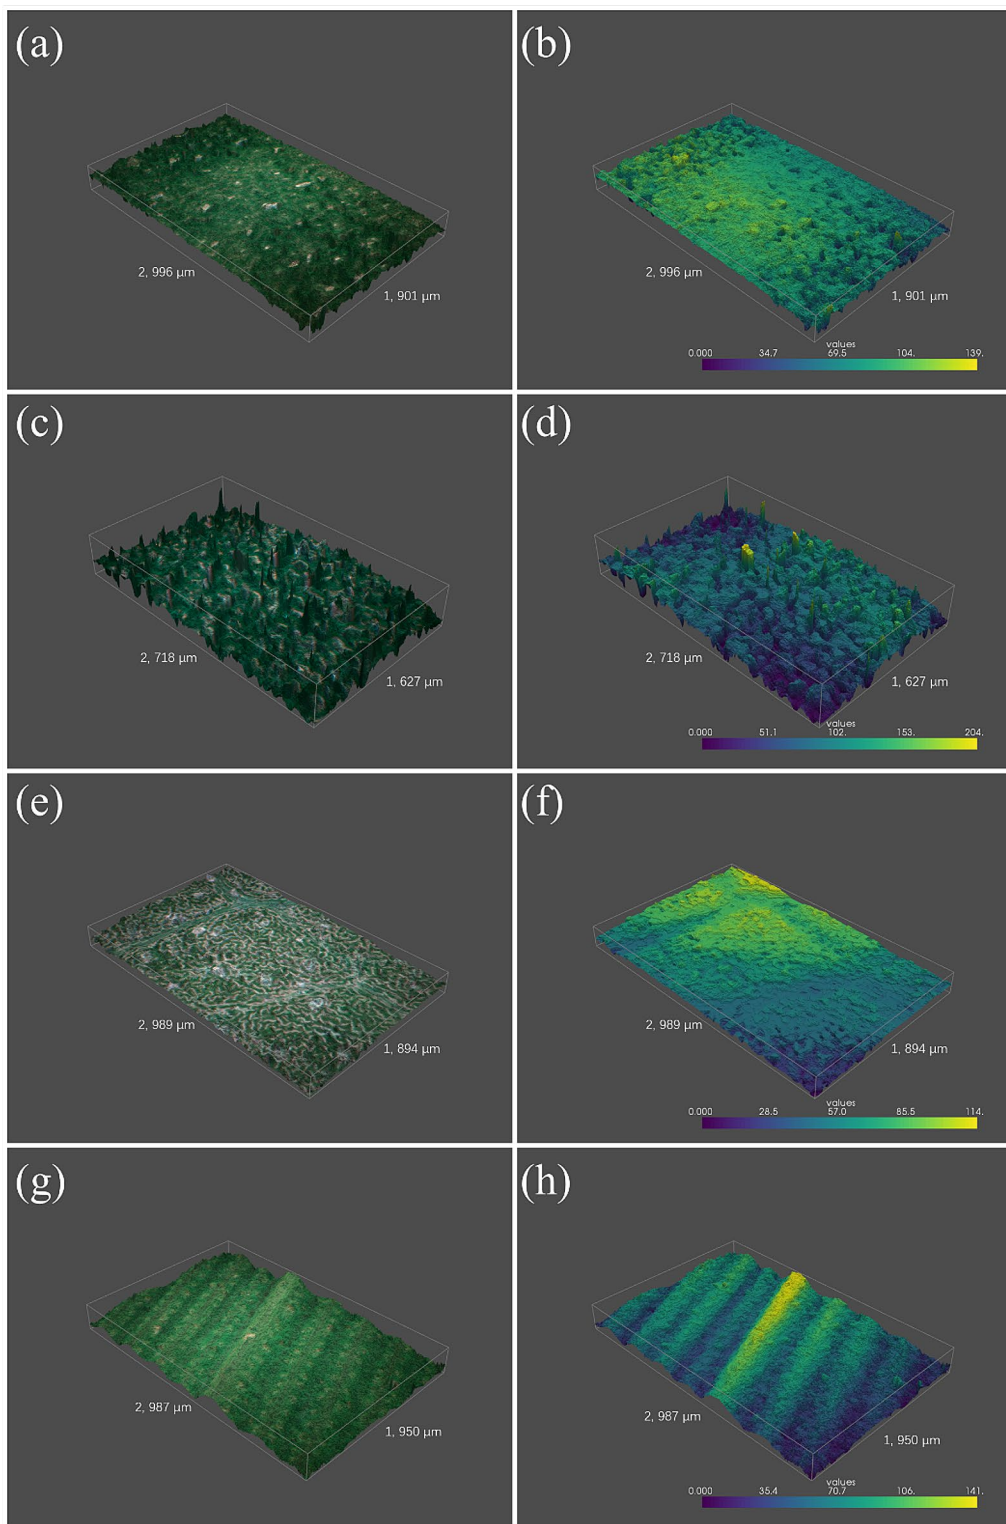 (a)
2, 996 μm
1, 901 μm
(b)
2, 996 μm
1, 901 μm
values
0.000 34.7 69.5 104. 139.
(c)
2, 718 μm
1, 627 μm
(d)
2, 718 μm
1, 627 μm
values
0.000 51.1 102. 153. 204.
(e)
2, 989 μm
1, 894 μm
(f)
2, 989 μm
1, 894 μm
values
0.000 28.5 57.0 85.5 114.
(g)
2, 987 μm
1, 950 μm
(h)
2, 987 μm
1, 950 μm
values
0.000 35.4 70.7 106. 141.